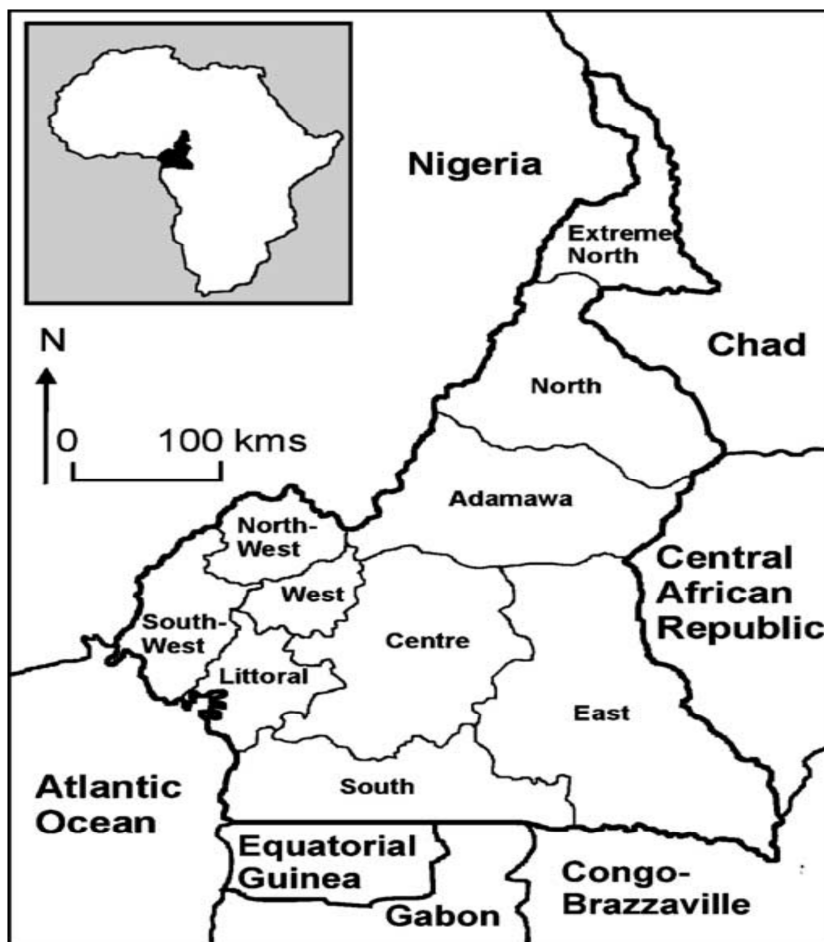 Nigeria
Extreme
North
N
Chad
North
0 100 kms
Adamawa
North-
West
Central
African
Republic
West
South-
West
Centre
Littoral
East
Atlantic
Ocean
South
Equatorial
Guinea
Congo-
Brazzaville
Gabon